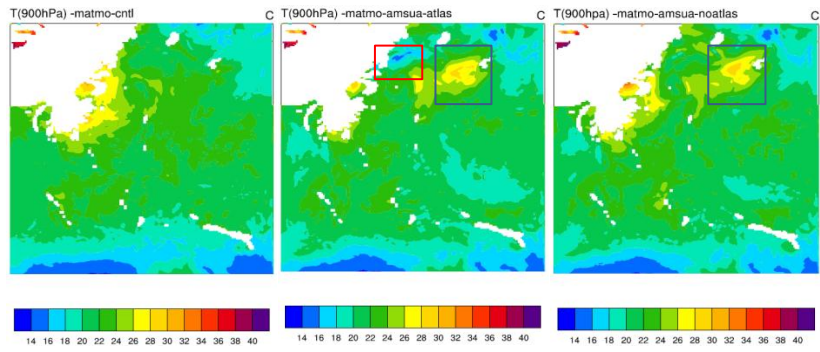 T(900hPa) -matmo-cntl C
T(900hPa) -matmo-amsua-atlas C
T(900hpa) -matmo-amsua-noatlas C
14 16 18 20 22 24 26 28 30 32 34 36 38 40
14 16 18 20 22 24 26 28 30 32 34 36 38 40
14 16 18 20 22 24 26 28 30 32 34 36 38 40